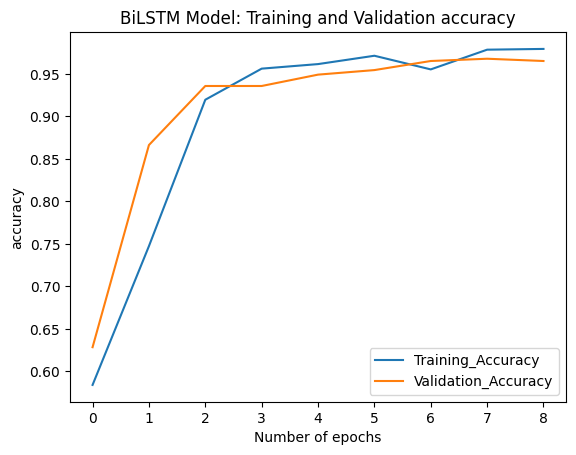 BiLSTM Model: Training and Validation accuracy
accuracy
0.95
0.90
0.85
0.80
0.75
0.70
0.65
0.60
Training_Accuracy
Validation_Accuracy
0 1 2 3 4 5 6 7 8
Number of epochs